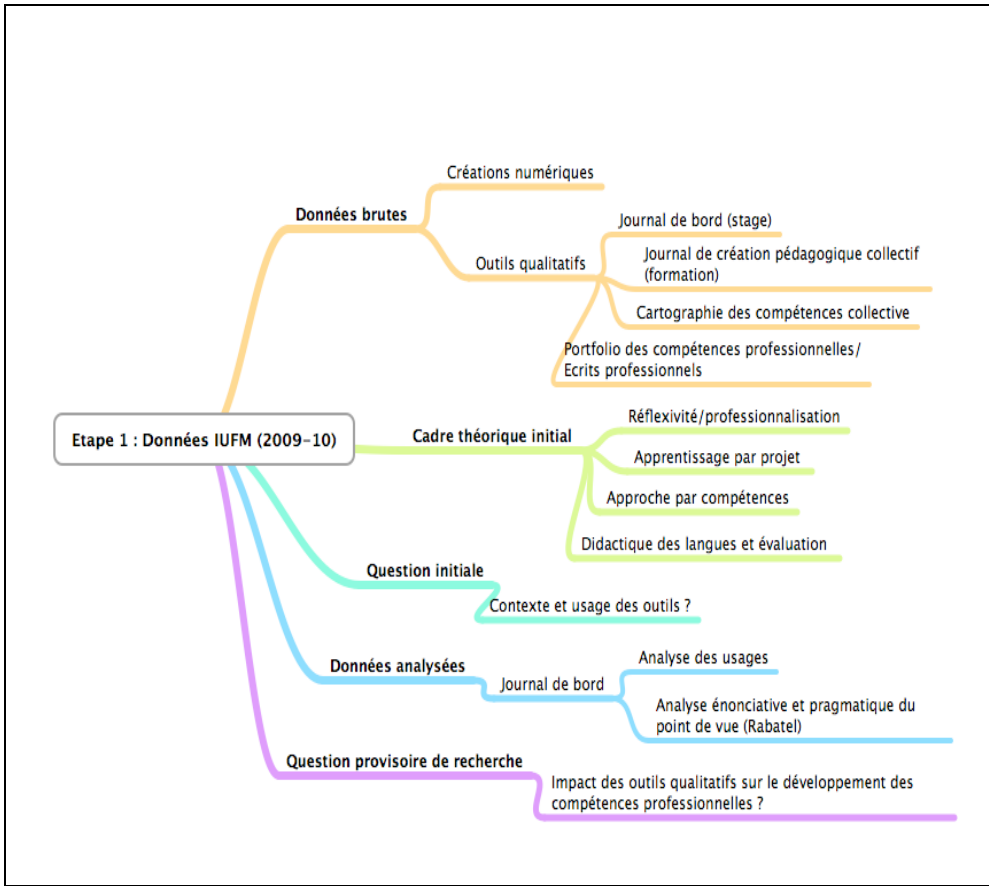 Créations numériques
Données brutes
Journal de bord (stage)
Outils qualitatifs
Journal de création pédagogique collectif
(formation)
Cartographie des compétences collective
Portfolio des compétences professionnelles/
Ecrits professionnels
Etape 1 : Données IUFM (2009-10)
Cadre théorique initial
Réflexivité/professionnalisation
Apprentissage par projet
Approche par compétences
Didactique des langues et évaluation
Question initiale
Contexte et usage des outils ?
Données analysées
Journal de bord
Analyse des usages
Analyse énonciative et pragmatique du
point de vue (Rabatel)
Question provisoire de recherche
Impact des outils qualitatifs sur le développement des
compétences professionnelles ?